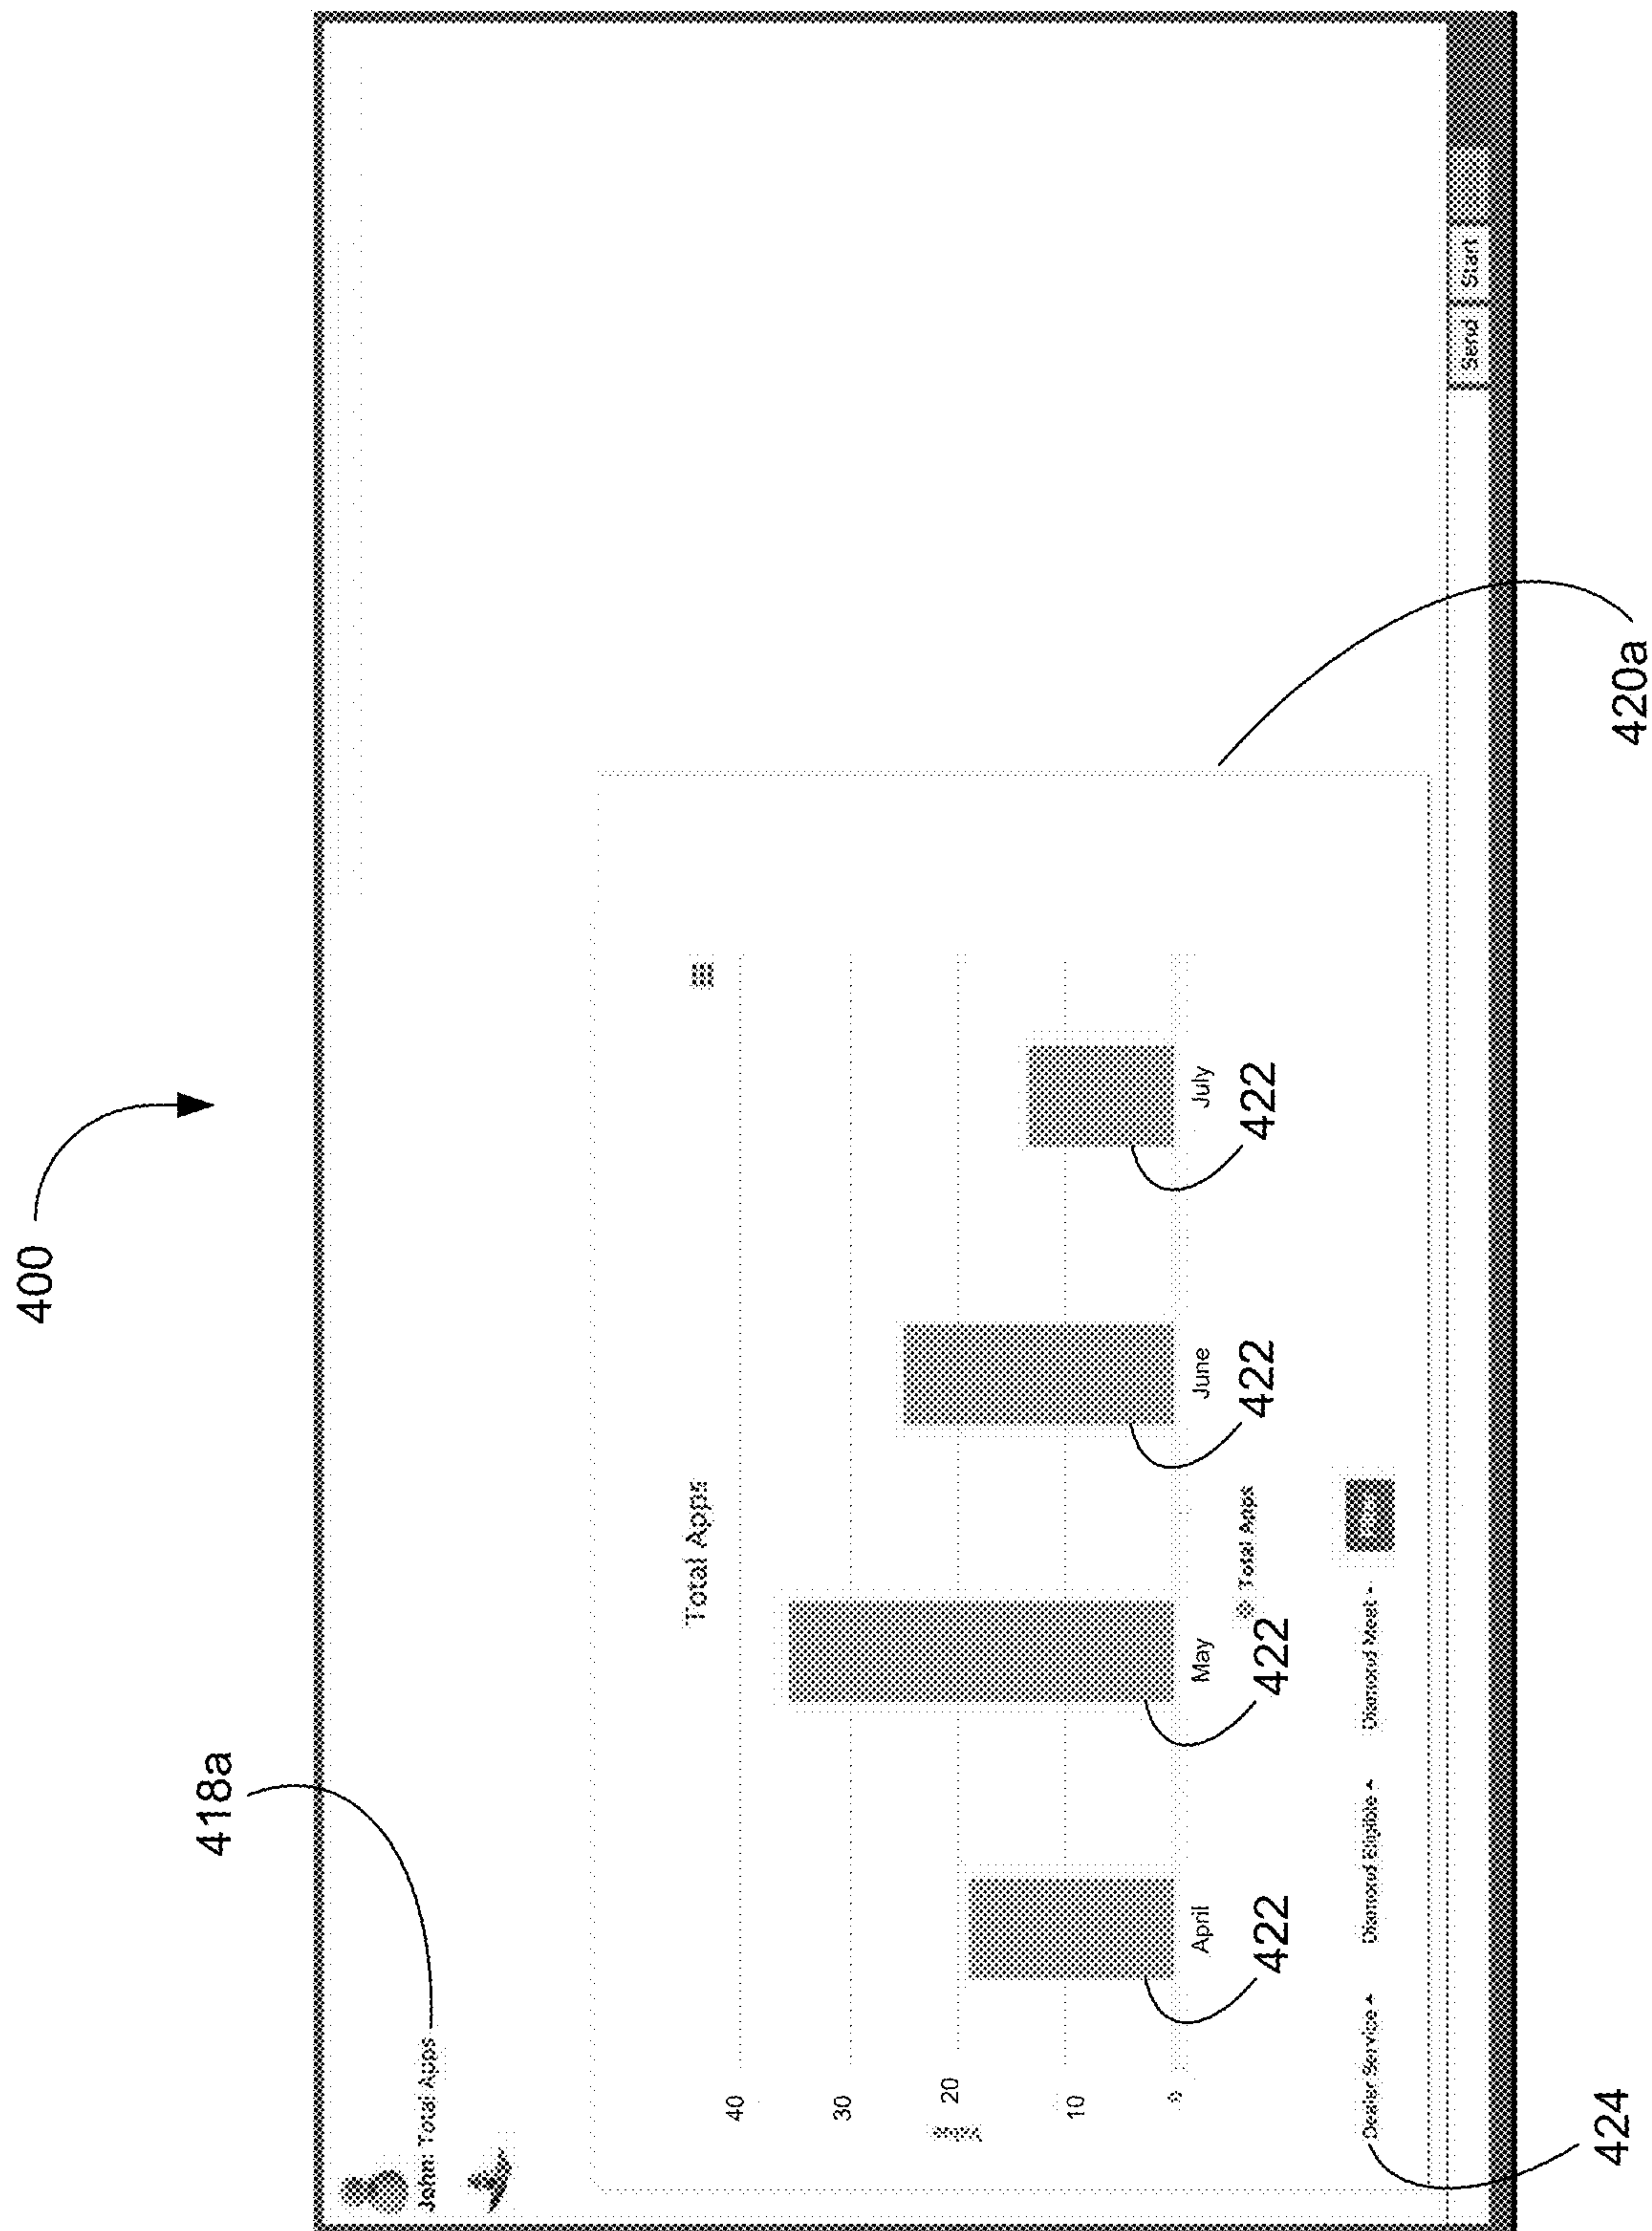 400
418a
John: Total Apps
Total Apps
40
30
20
10
0
April
May
June
July
422
422
422
422
Total Apps
Dealer Service
Diamond Eligible
Diamond Meet
424
420a
Send
Start